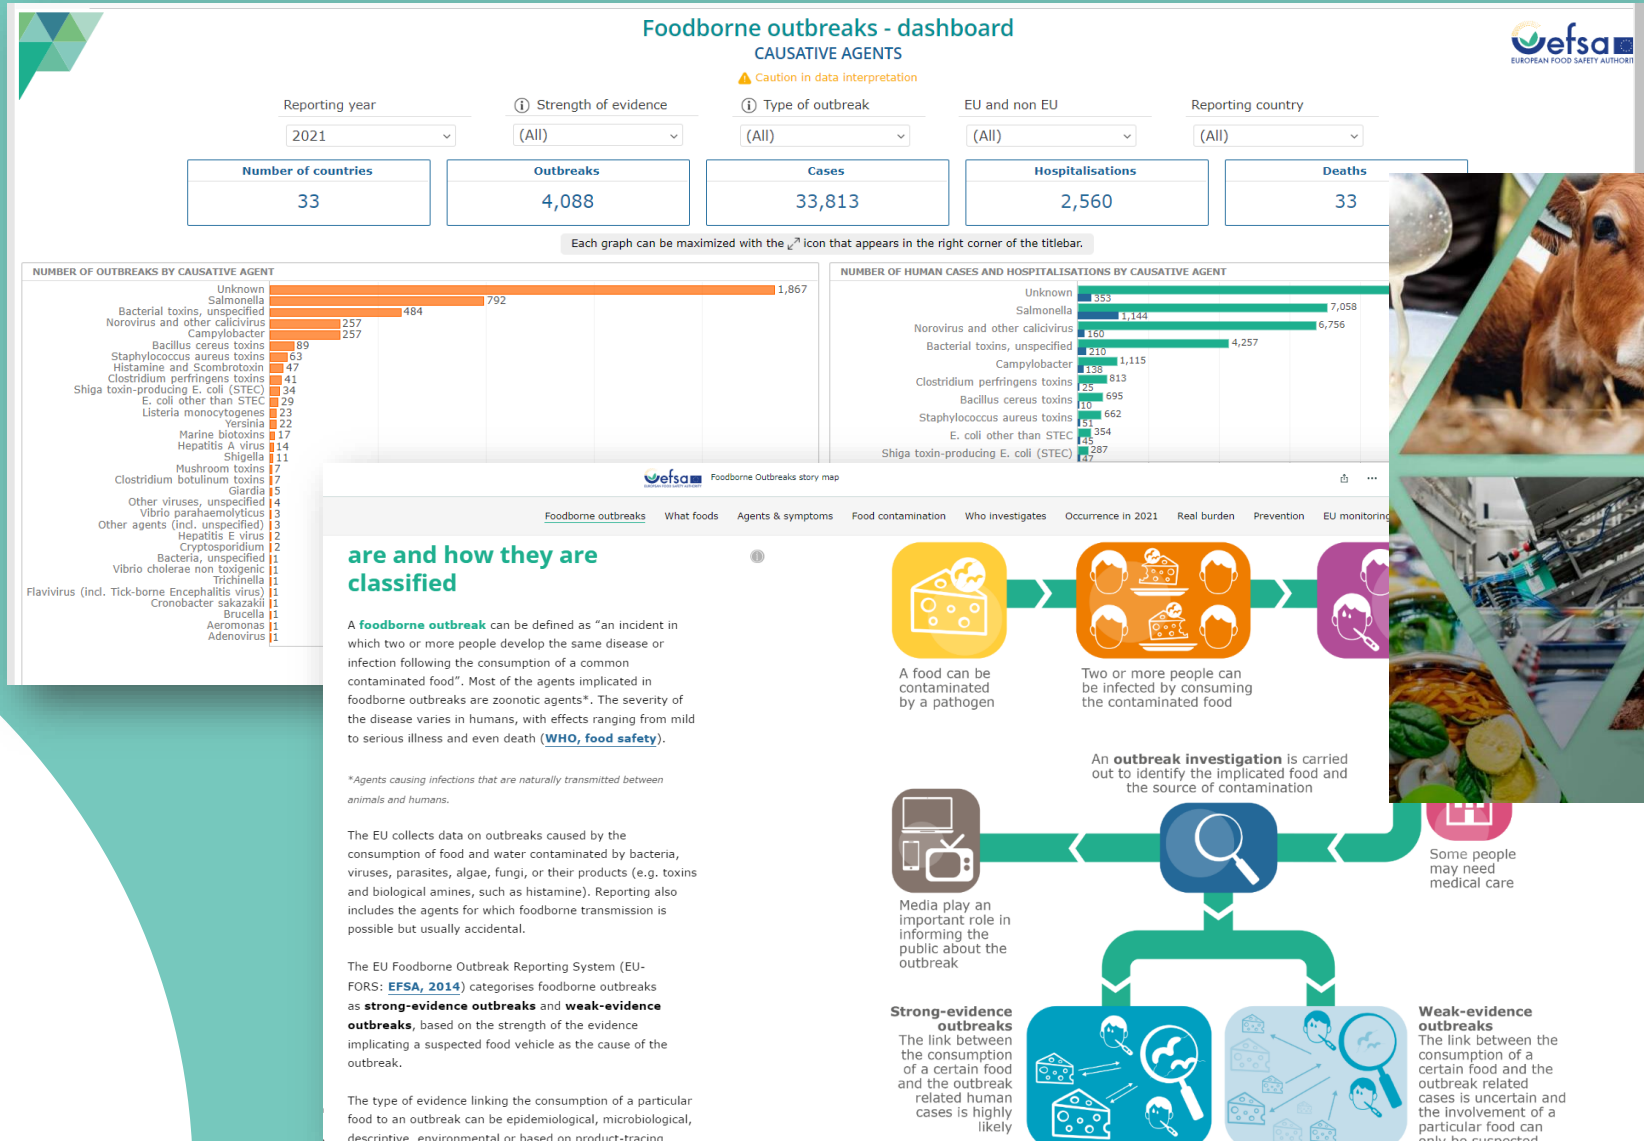 Foodborne outbreaks - dashboard
CAUSATIVE AGENTS
Caution in data interpretation
efsa
EUROPEAN FOOD SAFETY AUTHORIT
Reporting year
2021
Strength of evidence
(All)
Type of outbreak
(All)
EU and non EU
(All)
Reporting country
(All)
Number of countries
33
Outbreaks
4,088
Cases
33,813
Hospitalisations
2,560
Deaths
33
Each graph can be maximized with the icon that appears in the right corner of the titlebar.
NUMBER OF OUTBREAKS BY CAUSATIVE AGENT
Unknown 1,867
Salmonella 792
Bacterial toxins, unspecified 484
Norovirus and other calicivirus 257
Campylobacter 257
Bacillus cereus toxins 89
Staphylococcus aureus toxins 63
Histamine and Scombrotoxin 47
Clostridium perfringens toxins 41
Shiga toxin-producing E. coli (STEC) 34
E. coli other than STEC 29
Listeria monocytogenes 23
Yersinia 22
Marine biotoxins 17
Hepatitis A virus 14
Shigella 11
Mushroom toxins 7
Clostridium botulinum toxins 7
Giardia 5
Other viruses, unspecified 4
Vibrio parahaemolyticus 3
Other agents (incl. unspecified) 3
Hepatitis E virus 2
Cryptosporidium 2
Bacteria, unspecified 1
Vibrio cholerae non toxigenic 1
Trichinella 1
Flavivirus (incl. Tick-borne Encephalitis virus) 1
Cronobacter sakazakii 1
Brucella 1
Aeromonas 1
Adenovirus 1
NUMBER OF HUMAN CASES AND HOSPITALISATIONS BY CAUSATIVE AGENT
Unknown
353
Salmonella 7,058
1,144
Norovirus and other calicivirus 6,756
160
Bacterial toxins, unspecified 4,257
210
Campylobacter 1,115
138
Clostridium perfringens toxins 813
25
Bacillus cereus toxins 695
10
Staphylococcus aureus toxins 662
51
E. coli other than STEC 354
45
Shiga toxin-producing E. coli (STEC) 287
47
efsa
EUROPEAN FOOD SAFETY AUTHORITY
Foodborne Outbreaks story map
Foodborne outbreaks What foods Agents & symptoms Food contamination Who investigates Occurrence in 2021 Real burden Prevention EU monitoring
are and how they are
classified
A foodborne outbreak can be defined as “an incident in
which two or more people develop the same disease or
infection following the consumption of a common
contaminated food”. Most of the agents implicated in
foodborne outbreaks are zoonotic agents*. The severity of
the disease varies in humans, with effects ranging from mild
to serious illness and even death (WHO, food safety).
*Agents causing infections that are naturally transmitted between
animals and humans.
The EU collects data on outbreaks caused by the
consumption of food and water contaminated by bacteria,
viruses, parasites, algae, fungi, or their products (e.g. toxins
and biological amines, such as histamine). Reporting also
includes the agents for which foodborne transmission is
possible but usually accidental.
The EU Foodborne Outbreak Reporting System (EU-
FORS: EFSA, 2014) categorises foodborne outbreaks
as strong-evidence outbreaks and weak-evidence
outbreaks, based on the strength of the evidence
implicating a suspected food vehicle as the cause of the
outbreak.
The type of evidence linking the consumption of a particular
food to an outbreak can be epidemiological, microbiological,
descriptive, environmental or based on product-tracing
A food can be
contaminated
by a pathogen
Two or more people can
be infected by consuming
the contaminated food
An outbreak investigation is carried
out to identify the implicated food and
the source of contamination
Some people
may need
medical care
Media play an
important role in
informing the
public about the
outbreak
Strong-evidence
outbreaks
The link between
the consumption
of a certain food
and the outbreak
related human
cases is highly
likely
Weak-evidence
outbreaks
The link between the
consumption of a
certain food and the
outbreak related
cases is uncertain and
the involvement of a
particular food can
only be suspected